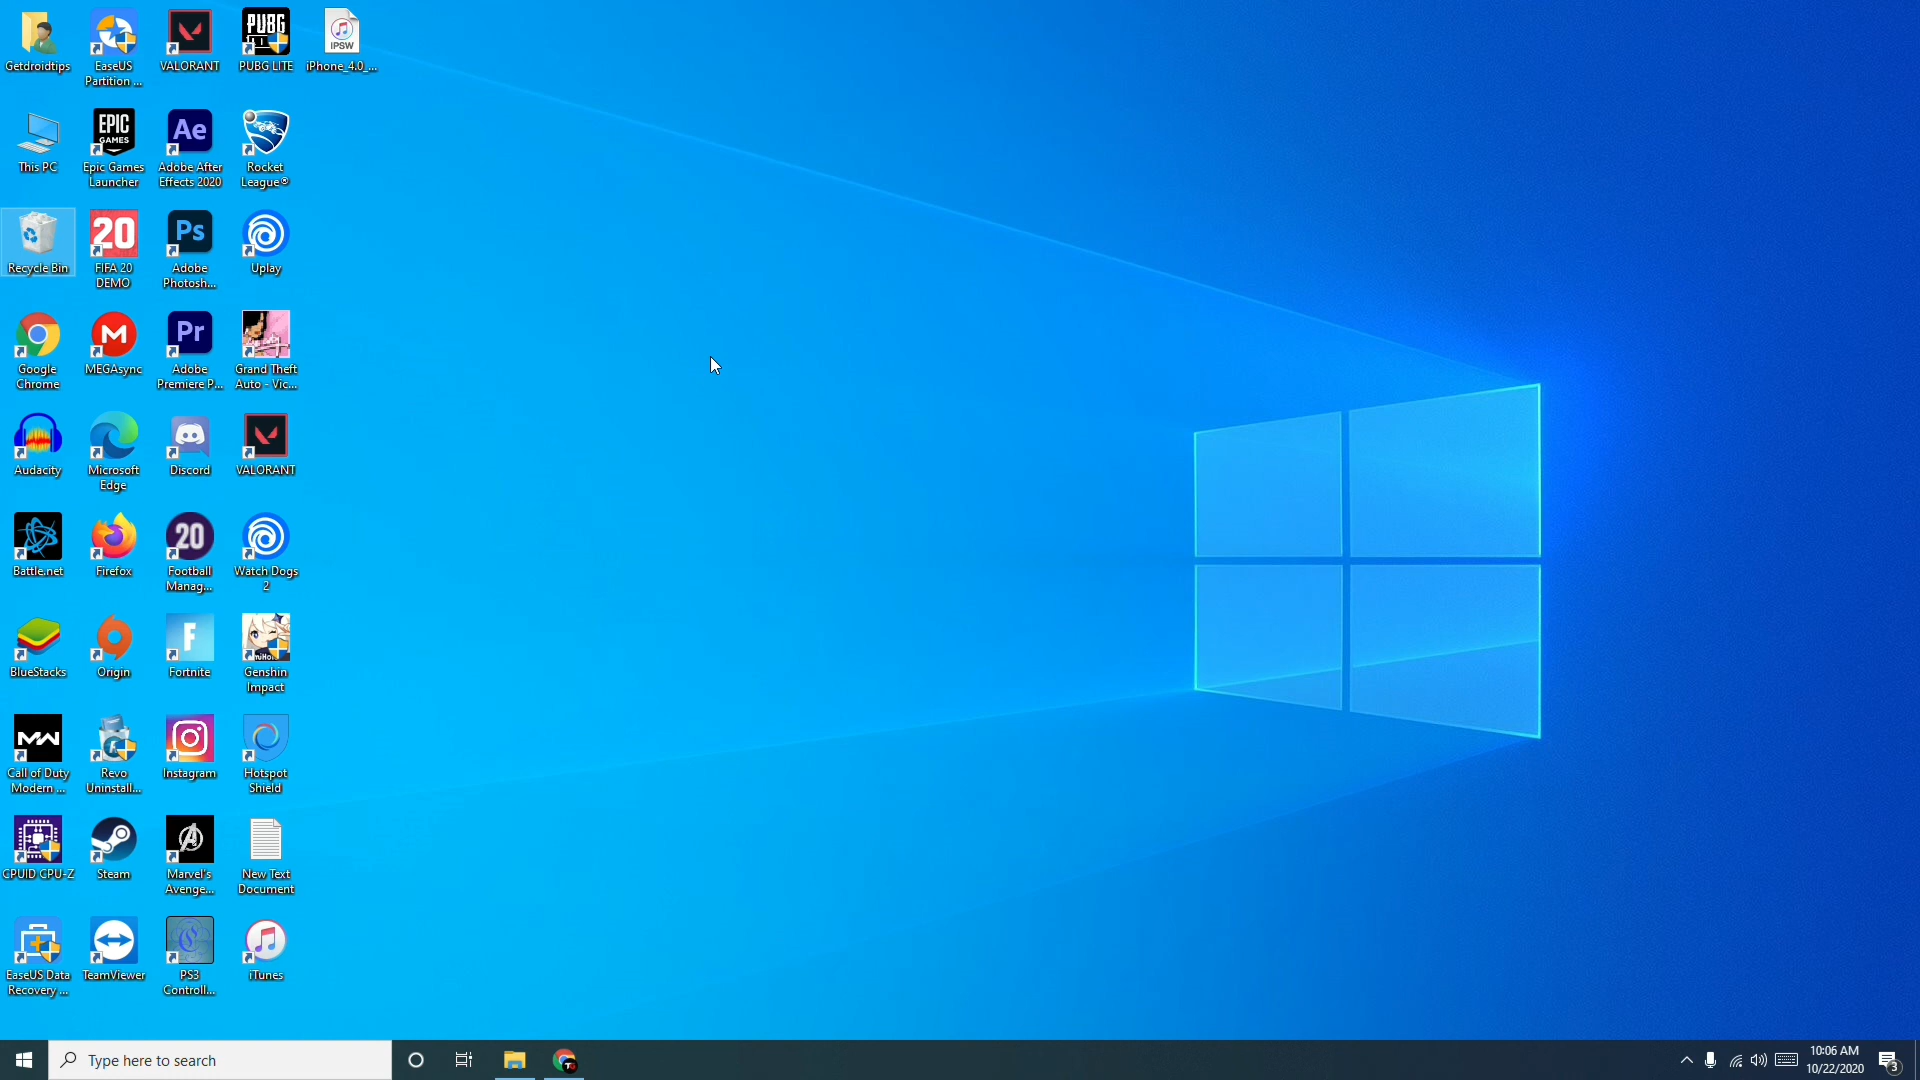 Getdroidtips
EaseUS
Partition ...
VALORANT
PUBG
PUBG LITE
IPSW
iPhone_4.0_...
This PC
EPIC
GAMES
Epic Games
Launcher
Ae
Adobe After
Effects 2020
Rocket
League®
Recycle Bin
20
FIFA 20
DEMO
Ps
Adobe
Photosh...
Uplay
Google
Chrome
M
MEGAsync
Pr
Adobe
Premiere P...
Grand Theft
Auto - Vic...
Audacity
Microsoft
Edge
Discord
VALORANT
Battle.net
Firefox
20
Football
Manag...
Watch Dogs
2
BlueStacks
Origin
F
Fortnite
Genshin
Impact
MW
Call of Duty
Modern ...
Revo
Uninstall...
Instagram
Hotspot
Shield
CPUID CPU-Z
Steam
Marvel's
Avenge...
New Text
Document
EaseUS Data
Recovery ...
TeamViewer
PS3
Controll...
iTunes
Type here to search
10:06 AM
10/22/2020
3